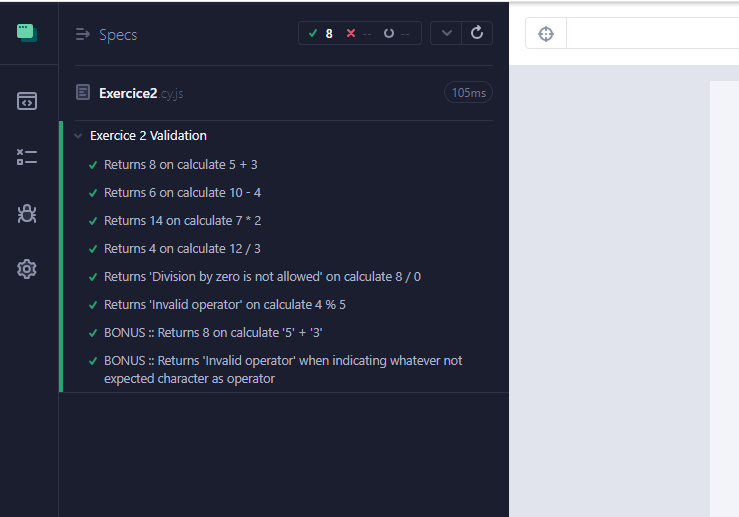 Specs
8 -- --
Exercice2.cy.js
105ms
Exercice 2 Validation
Returns 8 on calculate 5 + 3
Returns 6 on calculate 10 - 4
Returns 14 on calculate 7 * 2
Returns 4 on calculate 12 / 3
Returns 'Division by zero is not allowed' on calculate 8 / 0
Returns 'Invalid operator' on calculate 4 % 5
BONUS :: Returns 8 on calculate '5' + '3'
BONUS :: Returns 'Invalid operator' when indicating whatever not
expected character as operator